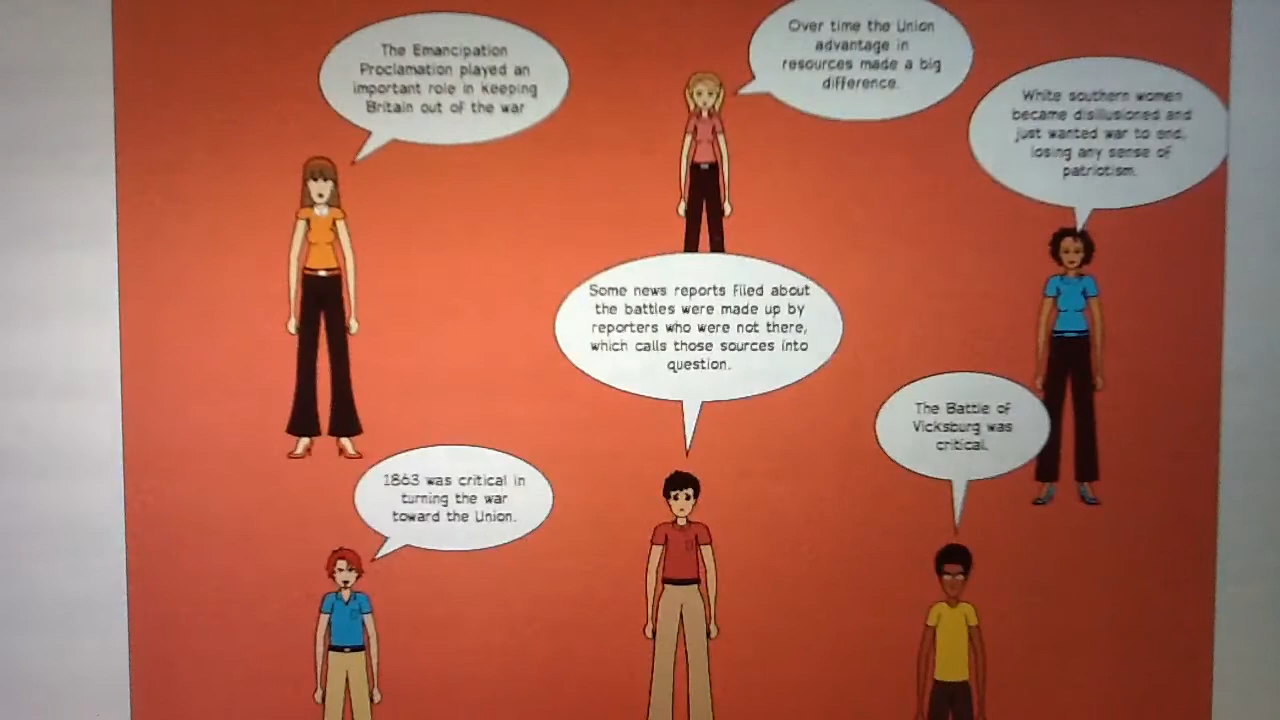 The Emancipation
Proclamation played an
important role in keeping
Britain out of the war
Over time the Union
advantage in
resources made a big
difference.
White southern women
became disillusioned and
just wanted war to end,
losing any sense of
patriotism.
Some news reports filed about
the battles were made up by
reporters who were not there,
which calls those sources into
question.
The Battle of
Vicksburg was
critical.
1863 was critical in
turning the war
toward the Union.